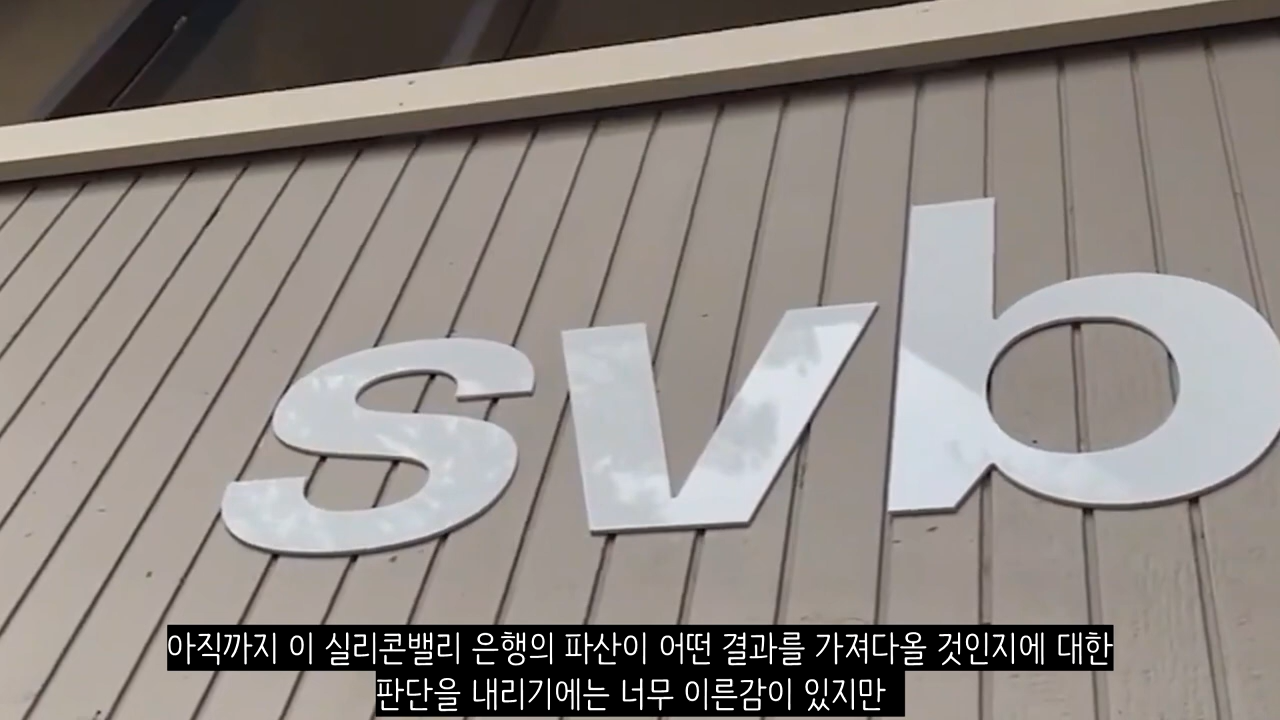 svb
아직까지 이 실리콘밸리 은행의 파산이 어떤 결과를 가져다올 것인지에 대한
판단을 내리기에는 너무 이른감이 있지만